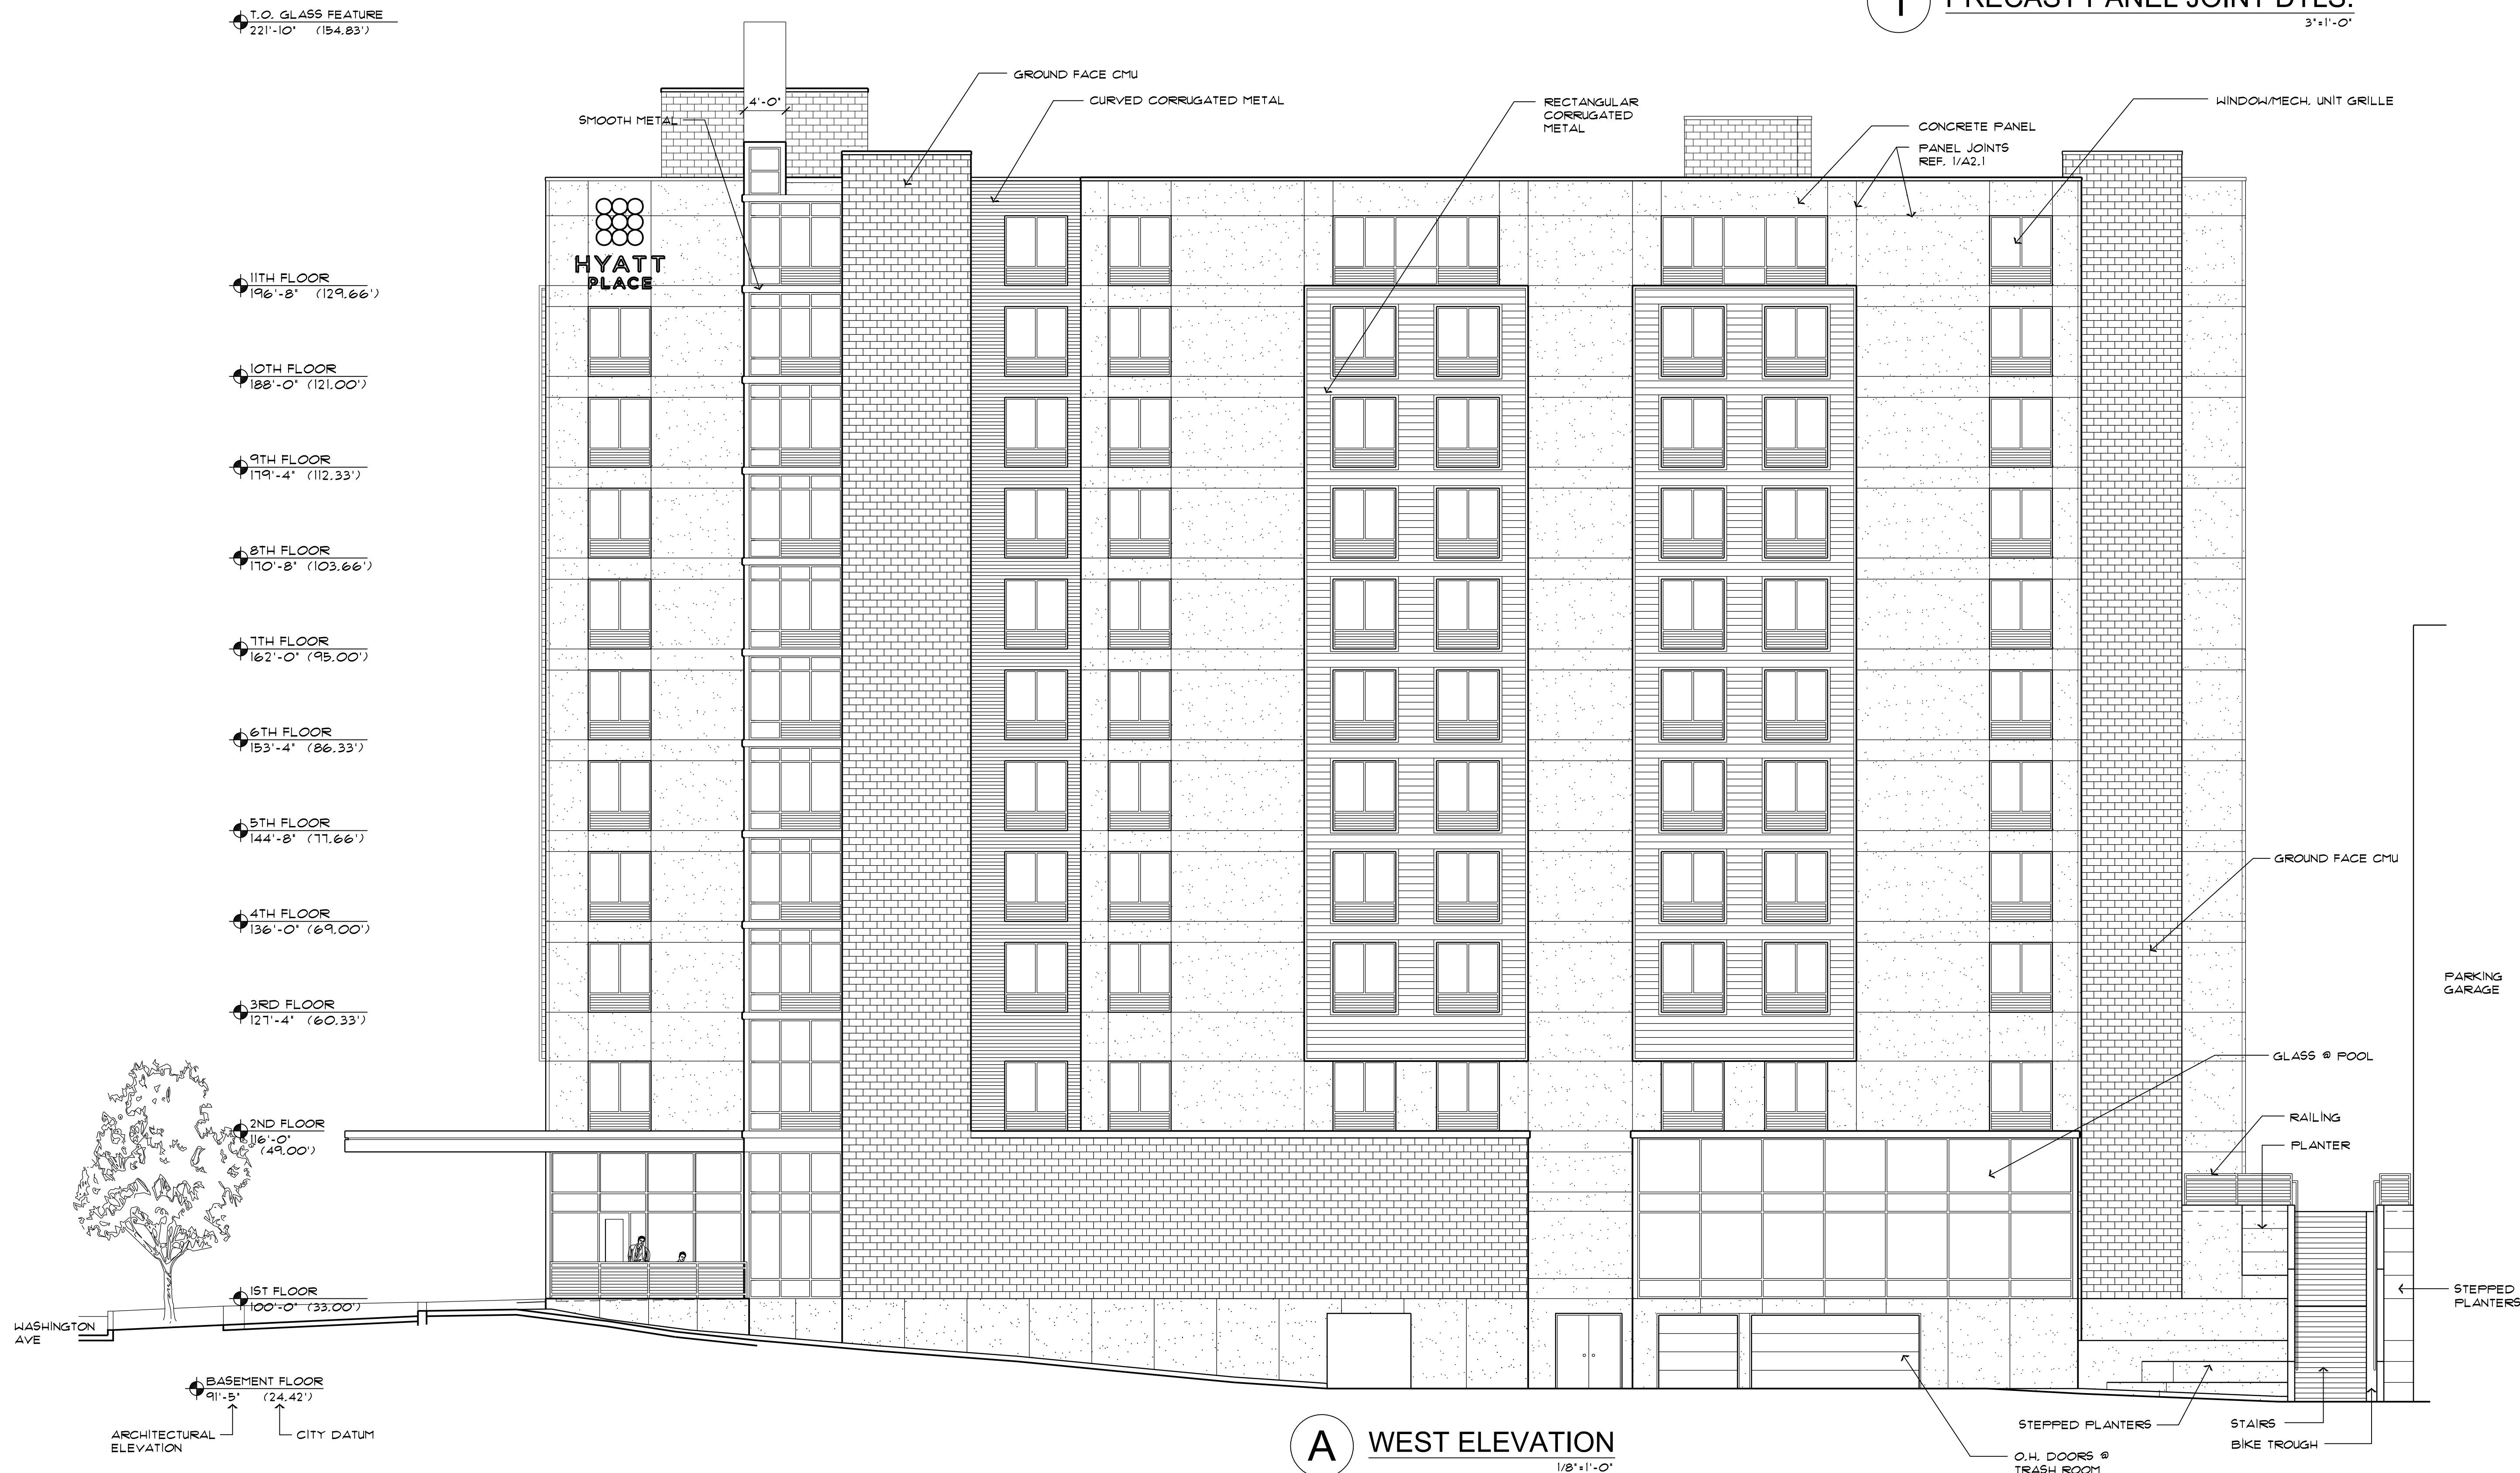 1 PRECAST PANEL JOINT DTLS.
3"=1'-0"
T.O. GLASS FEATURE
221'-10" (154.83')
4'-0"
SMOOTH METAL
GROUND FACE CMU
CURVED CORRUGATED METAL
RECTANGULAR
CORRUGATED
METAL
CONCRETE PANEL
PANEL JOINTS
REF. 1/A2.1
WINDOW/MECH. UNIT GRILLE
HYATT
PLACE
11TH FLOOR
196'-8" (129.66')
10TH FLOOR
188'-0" (121.00')
9TH FLOOR
179'-4" (112.33')
8TH FLOOR
170'-8" (103.66')
7TH FLOOR
162'-0" (95.00')
6TH FLOOR
153'-4" (86.33')
5TH FLOOR
144'-8" (77.66')
4TH FLOOR
136'-0" (69.00')
3RD FLOOR
127'-4" (60.33')
2ND FLOOR
116'-0"
(49.00')
1ST FLOOR
100'-0" (33.00')
WASHINGTON
AVE
BASEMENT FLOOR
91'-5" (24.42')
ARCHITECTURAL
ELEVATION
CITY DATUM
GROUND FACE CMU
PARKING
GARAGE
GLASS @ POOL
RAILING
PLANTER
STEPPED
PLANTERS
STEPPED PLANTERS
STAIRS
BIKE TROUGH
O.H. DOORS @
TRASH ROOM
A WEST ELEVATION
1/8"=1'-0"